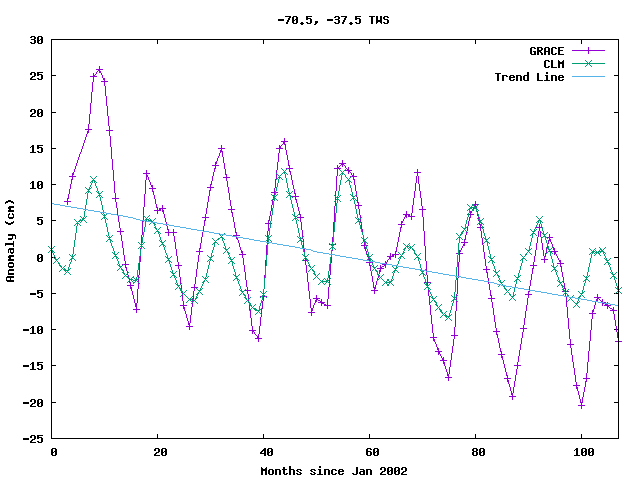 -70.5, -37.5 TWS
30
25
20
15
10
5
0
-5
-10
-15
-20
-25
Anomaly (cm)
GRACE
CLM
Trend Line
0 20 40 60 80 100
Months since Jan 2002